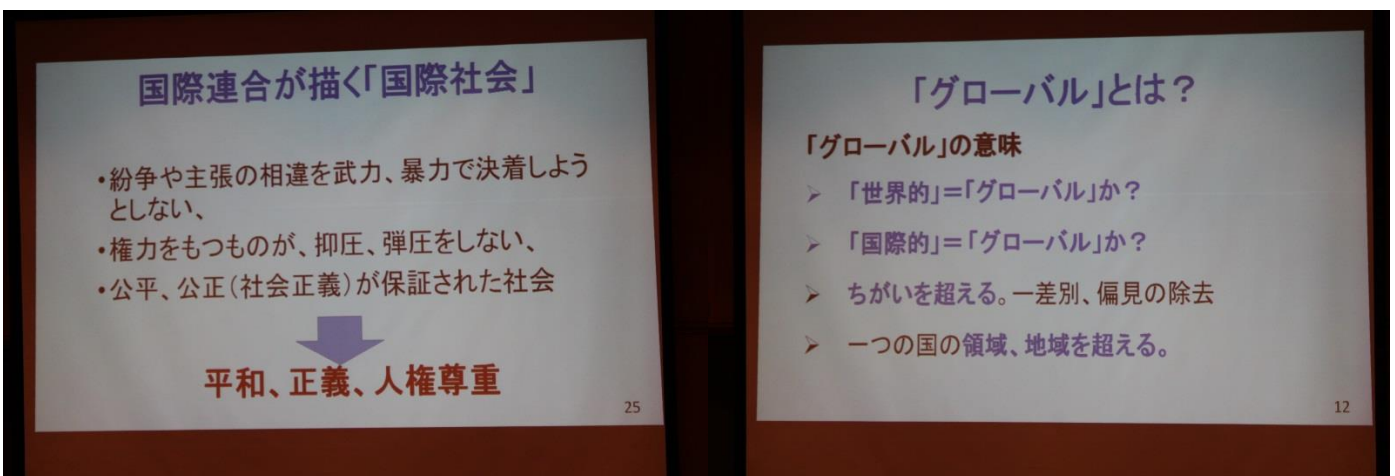 国際連合が描く「国際社会」
•紛争や主張の相違を武力、暴力で決着しよう
としない、
•権力をもつものが、抑圧、弾圧をしない、
•公平、公正(社会正義)が保証された社会
平和、正義、人権尊重
25
「グローバル」とは？
「グローバル」の意味
➢ 「世界的」＝「グローバル」か？
➢ 「国際的」＝「グローバル」か？
➢ ちがいを超える。―差別、偏見の除去
➢ 一つの国の領域、地域を超える。
12